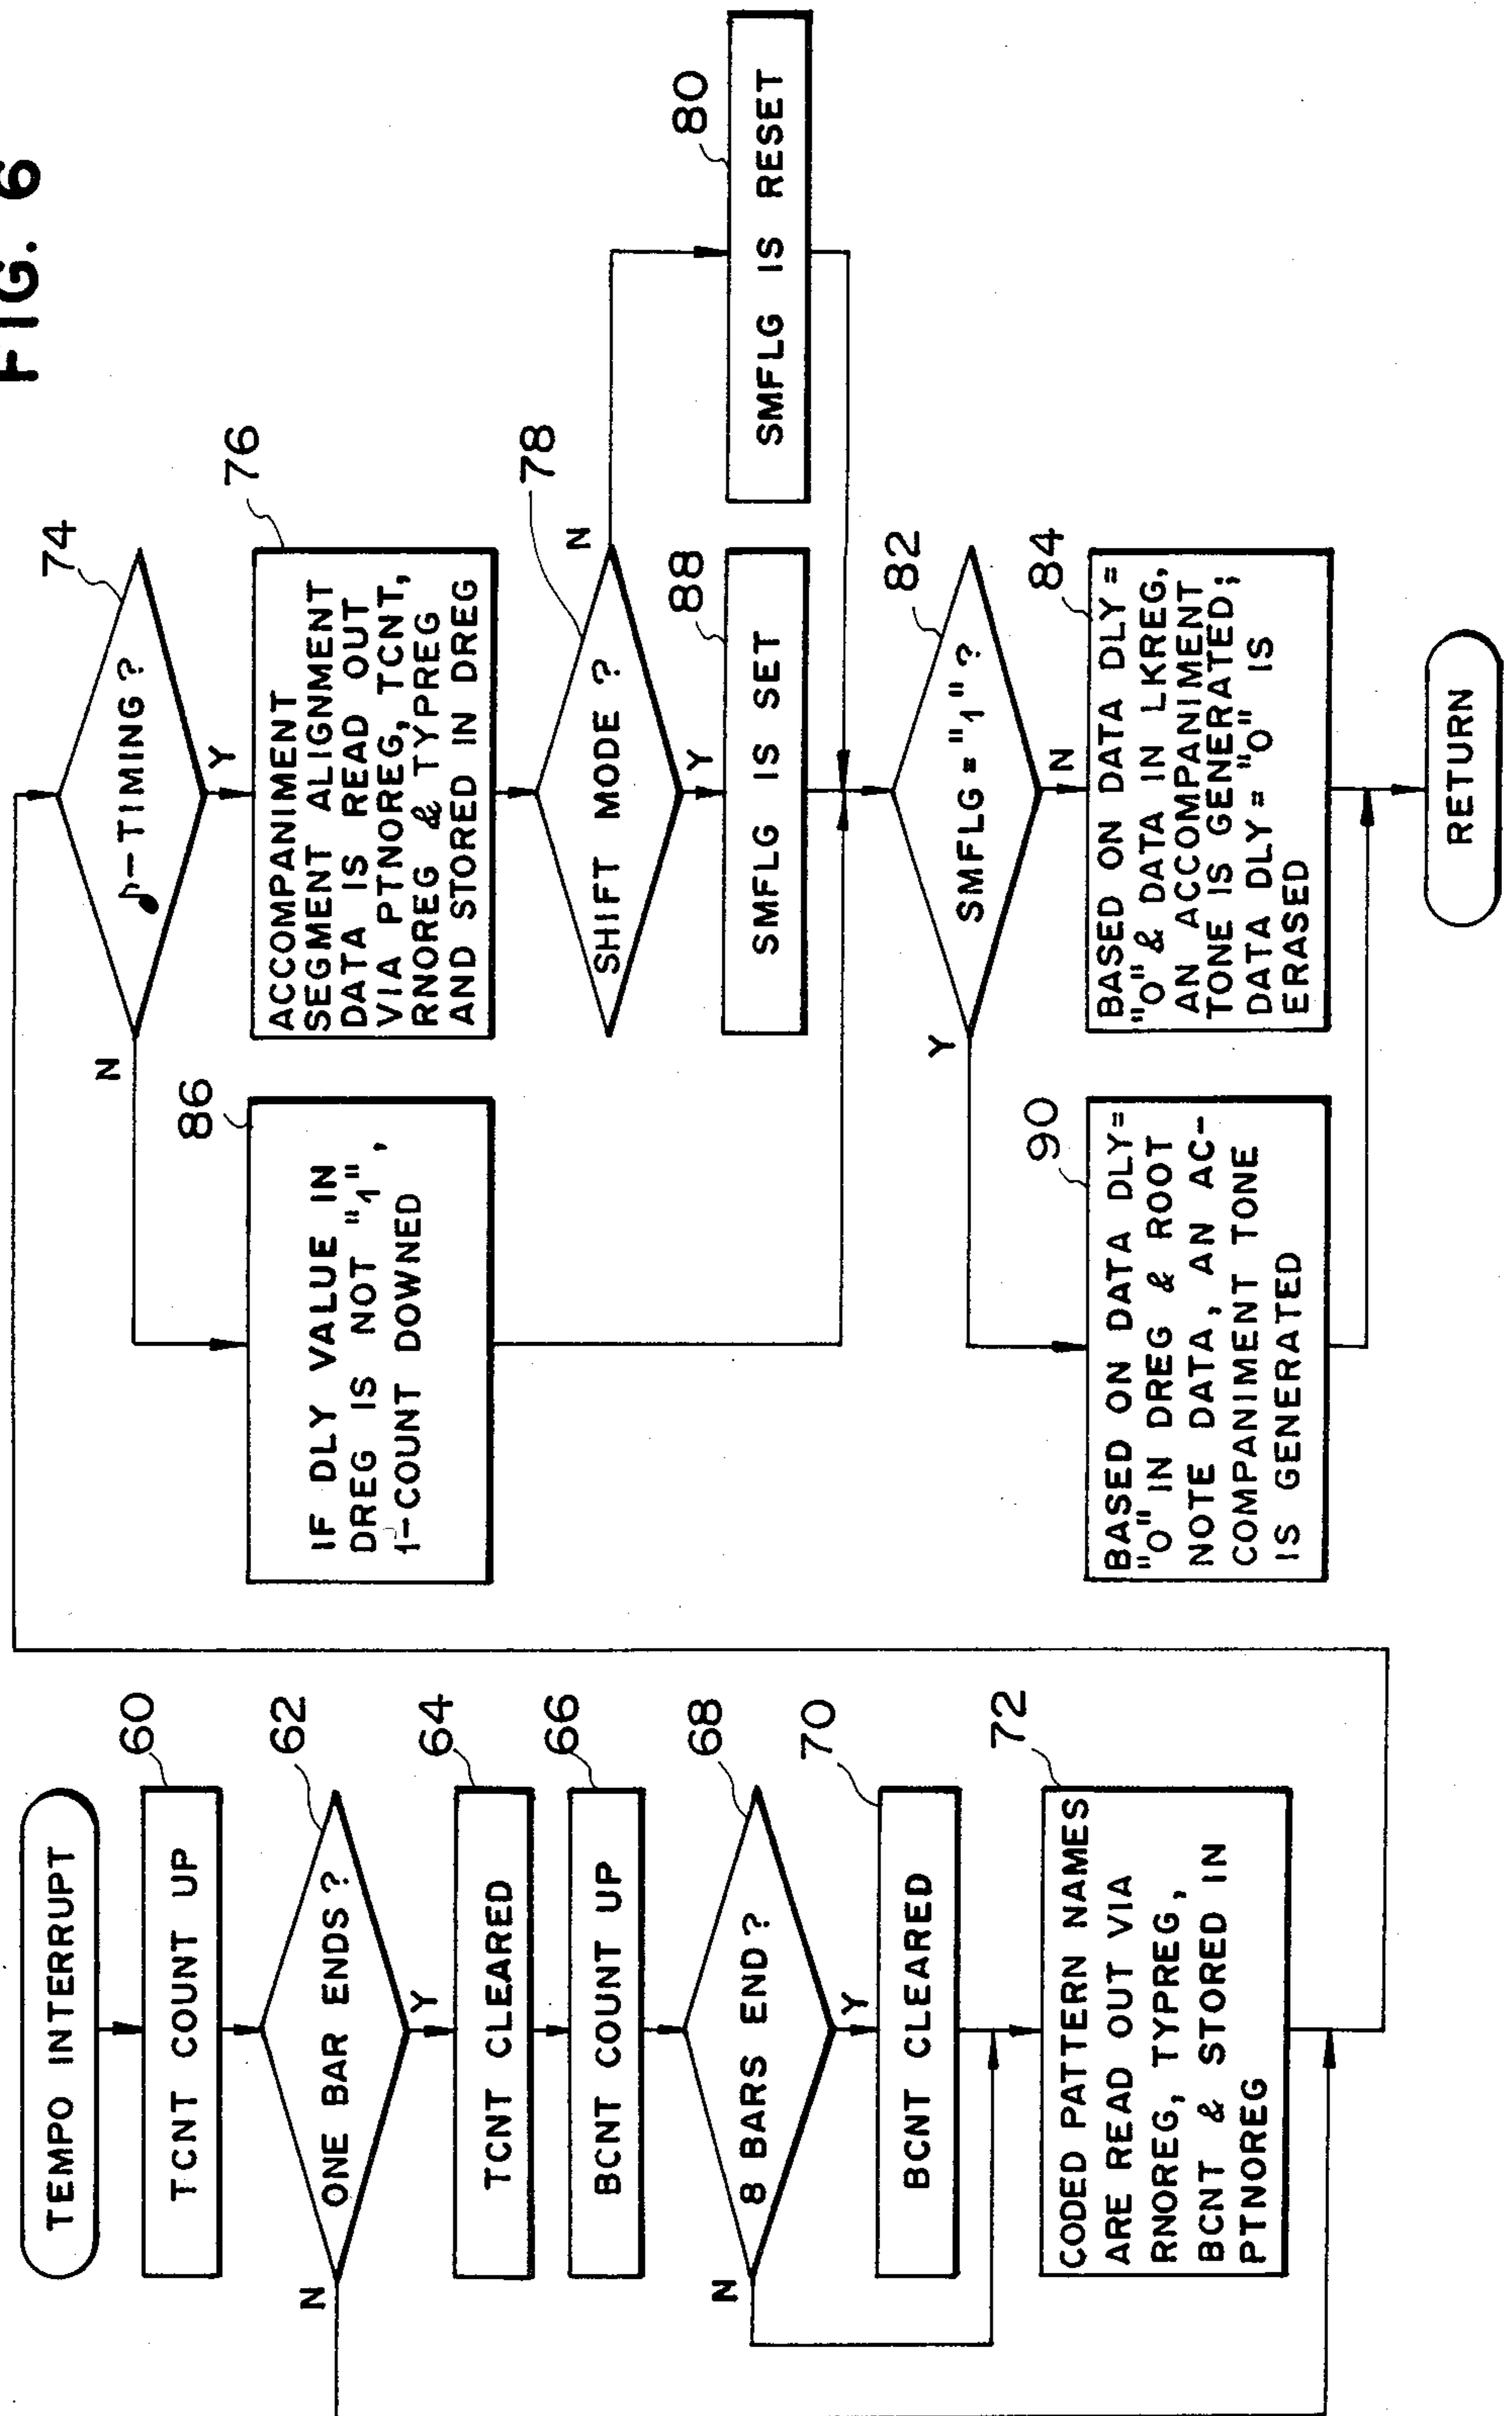 FIG. 6
TEMPO INTERRUPT
60
TCNT COUNT UP
62
ONE BAR ENDS?
N
Y
64
TCNT CLEARED
66
BCNT COUNT UP
68
8 BARS END?
N
Y
70
BCNT CLEARED
72
CODED PATTERN NAMES
ARE READ OUT VIA
RNOREG, TYPREG,
BCNT & STORED IN
PTNOREG
74
♪-TIMING?
N
Y
86
IF DLY VALUE IN
DREG IS NOT "1",
1-COUNT DOWNED
76
ACCOMPANIMENT
SEGMENT ALIGNMENT
DATA IS READ OUT
VIA PTNOREG, TCNT,
RNOREG & TYPREG
AND STORED IN DREG
78
SHIFT MODE?
N
Y
88
SMFLG IS SET
80
SMFLG IS RESET
82
SMFLG="1"?
Y
N
90
BASED ON DATA DLY=
"0" IN DREG & ROOT
NOTE DATA, AN AC-
COMPANIMENT TONE
IS GENERATED
84
BASED ON DATA DLY=
"0" & DATA IN LKREG,
AN ACCOMPANIMENT
TONE IS GENERATED;
DATA DLY="0" IS
ERASED
RETURN